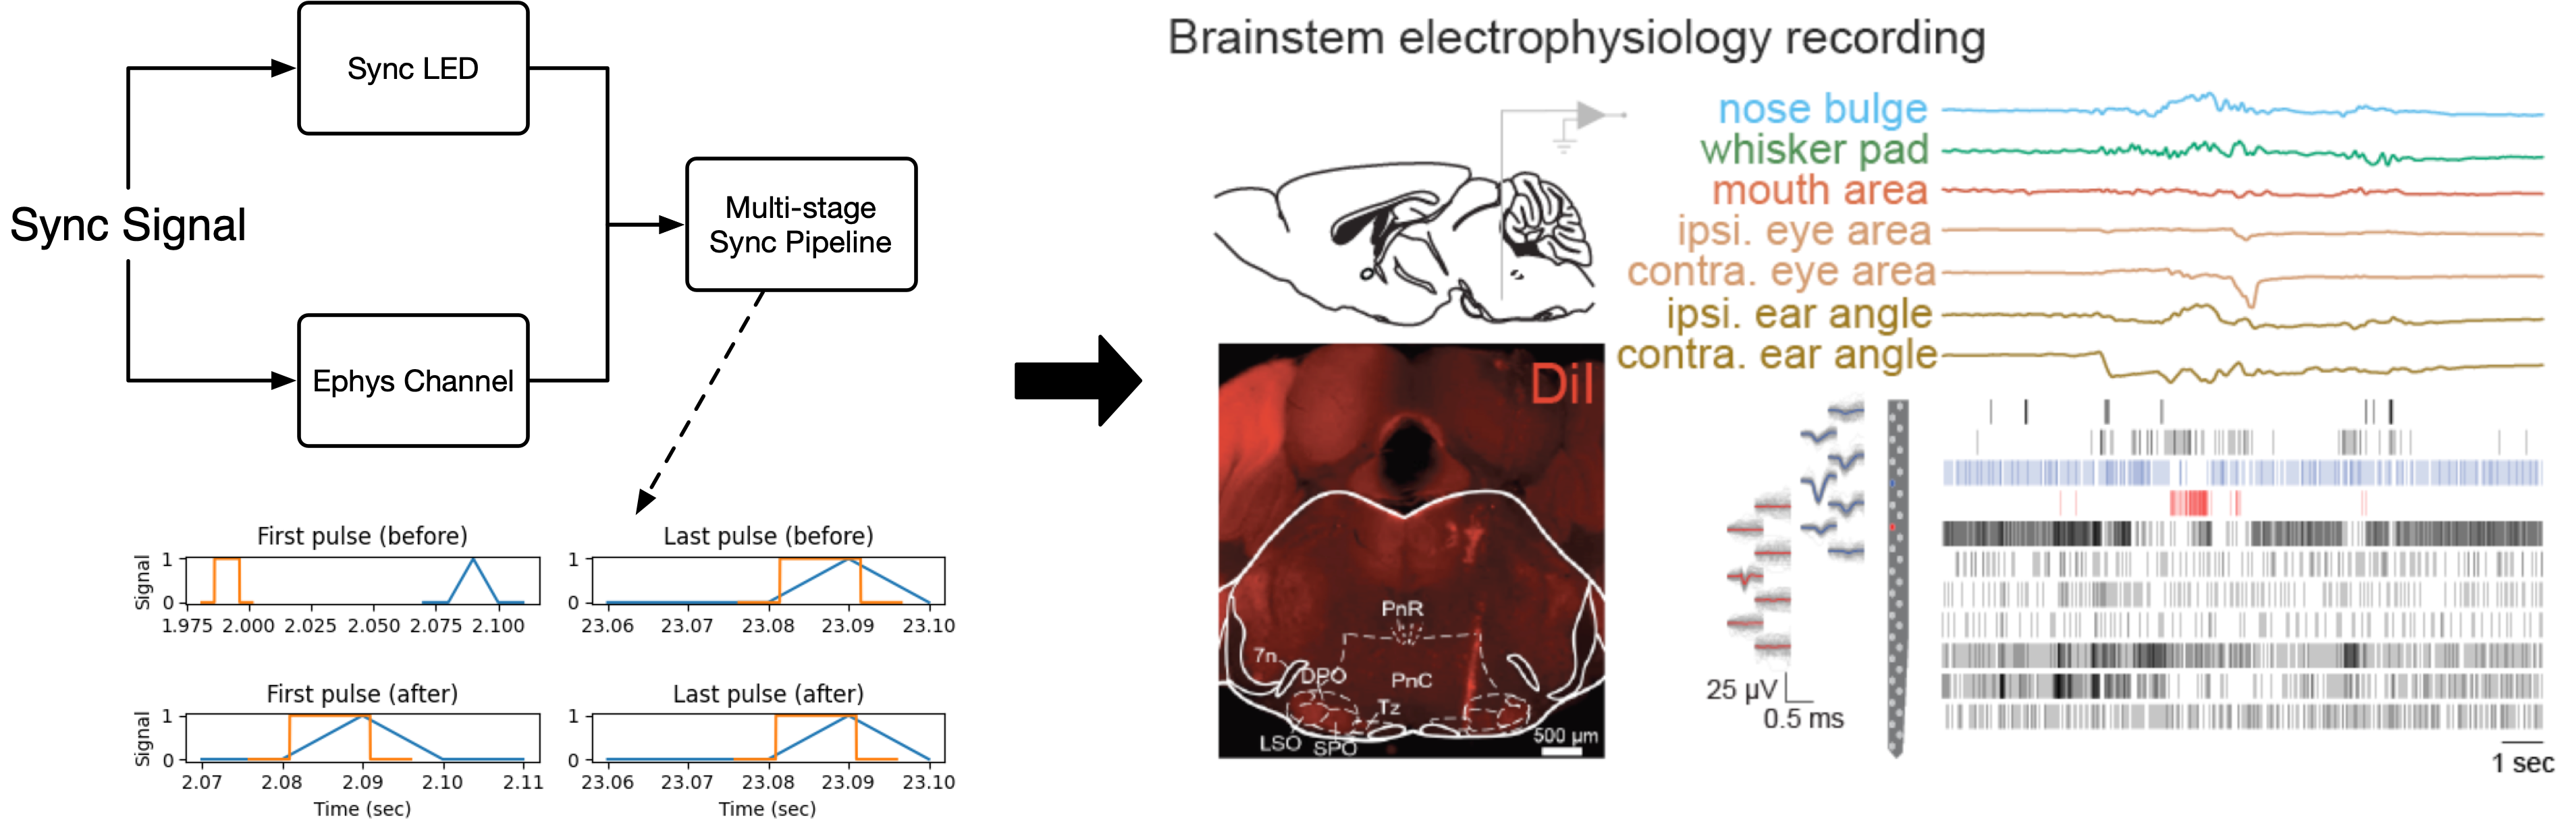 Sync LED
Sync Signal
Multi-stage
Sync Pipeline
Ephys Channel
First pulse (before)
Signal
1
0
1.975 2.000 2.025 2.050 2.075 2.100
Last pulse (before)
1
0
23.06 23.07 23.08 23.09 23.10
First pulse (after)
Signal
1
0
2.07 2.08 2.09 2.10 2.11
Time (sec)
Last pulse (after)
1
0
23.06 23.07 23.08 23.09 23.10
Time (sec)
Brainstem electrophysiology recording
nose bulge
whisker pad
mouth area
ipsi. eye area
contra. eye area
ipsi. ear angle
contra. ear angle
DiI
PnR
7n
DPO
PnC
Tz
LSO
SPO
500 µm
25 µV
0.5 ms
1 sec